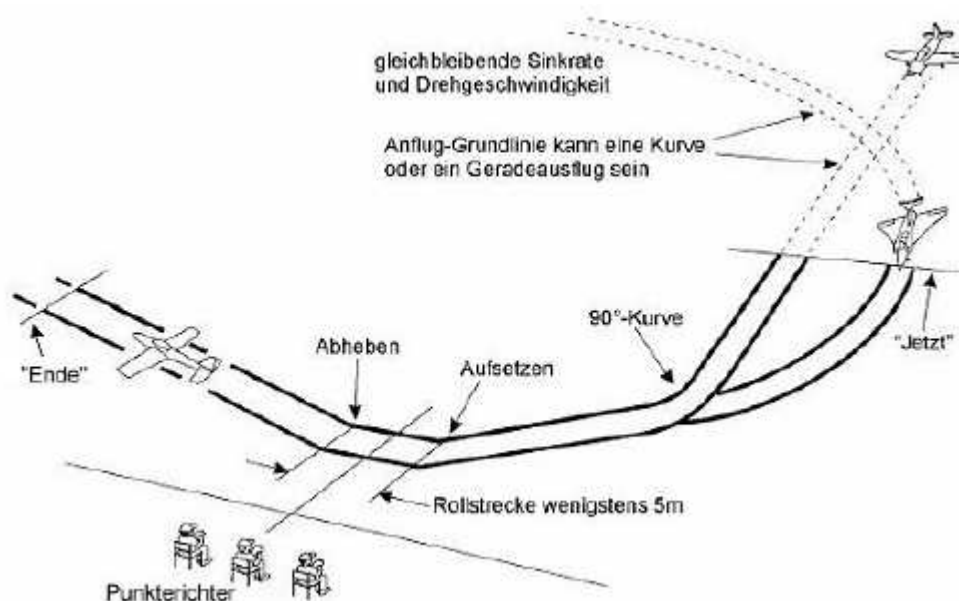 gleichbleibende Sinkrate
und Drehgeschwindigkeit
Anflug-Grundlinie kann eine Kurve
oder ein Geradeausflug sein
90°-Kurve
"Jetzt"
"Ende"
Abheben
Aufsetzen
Rollstrecke wenigstens 5m
Punkterichter